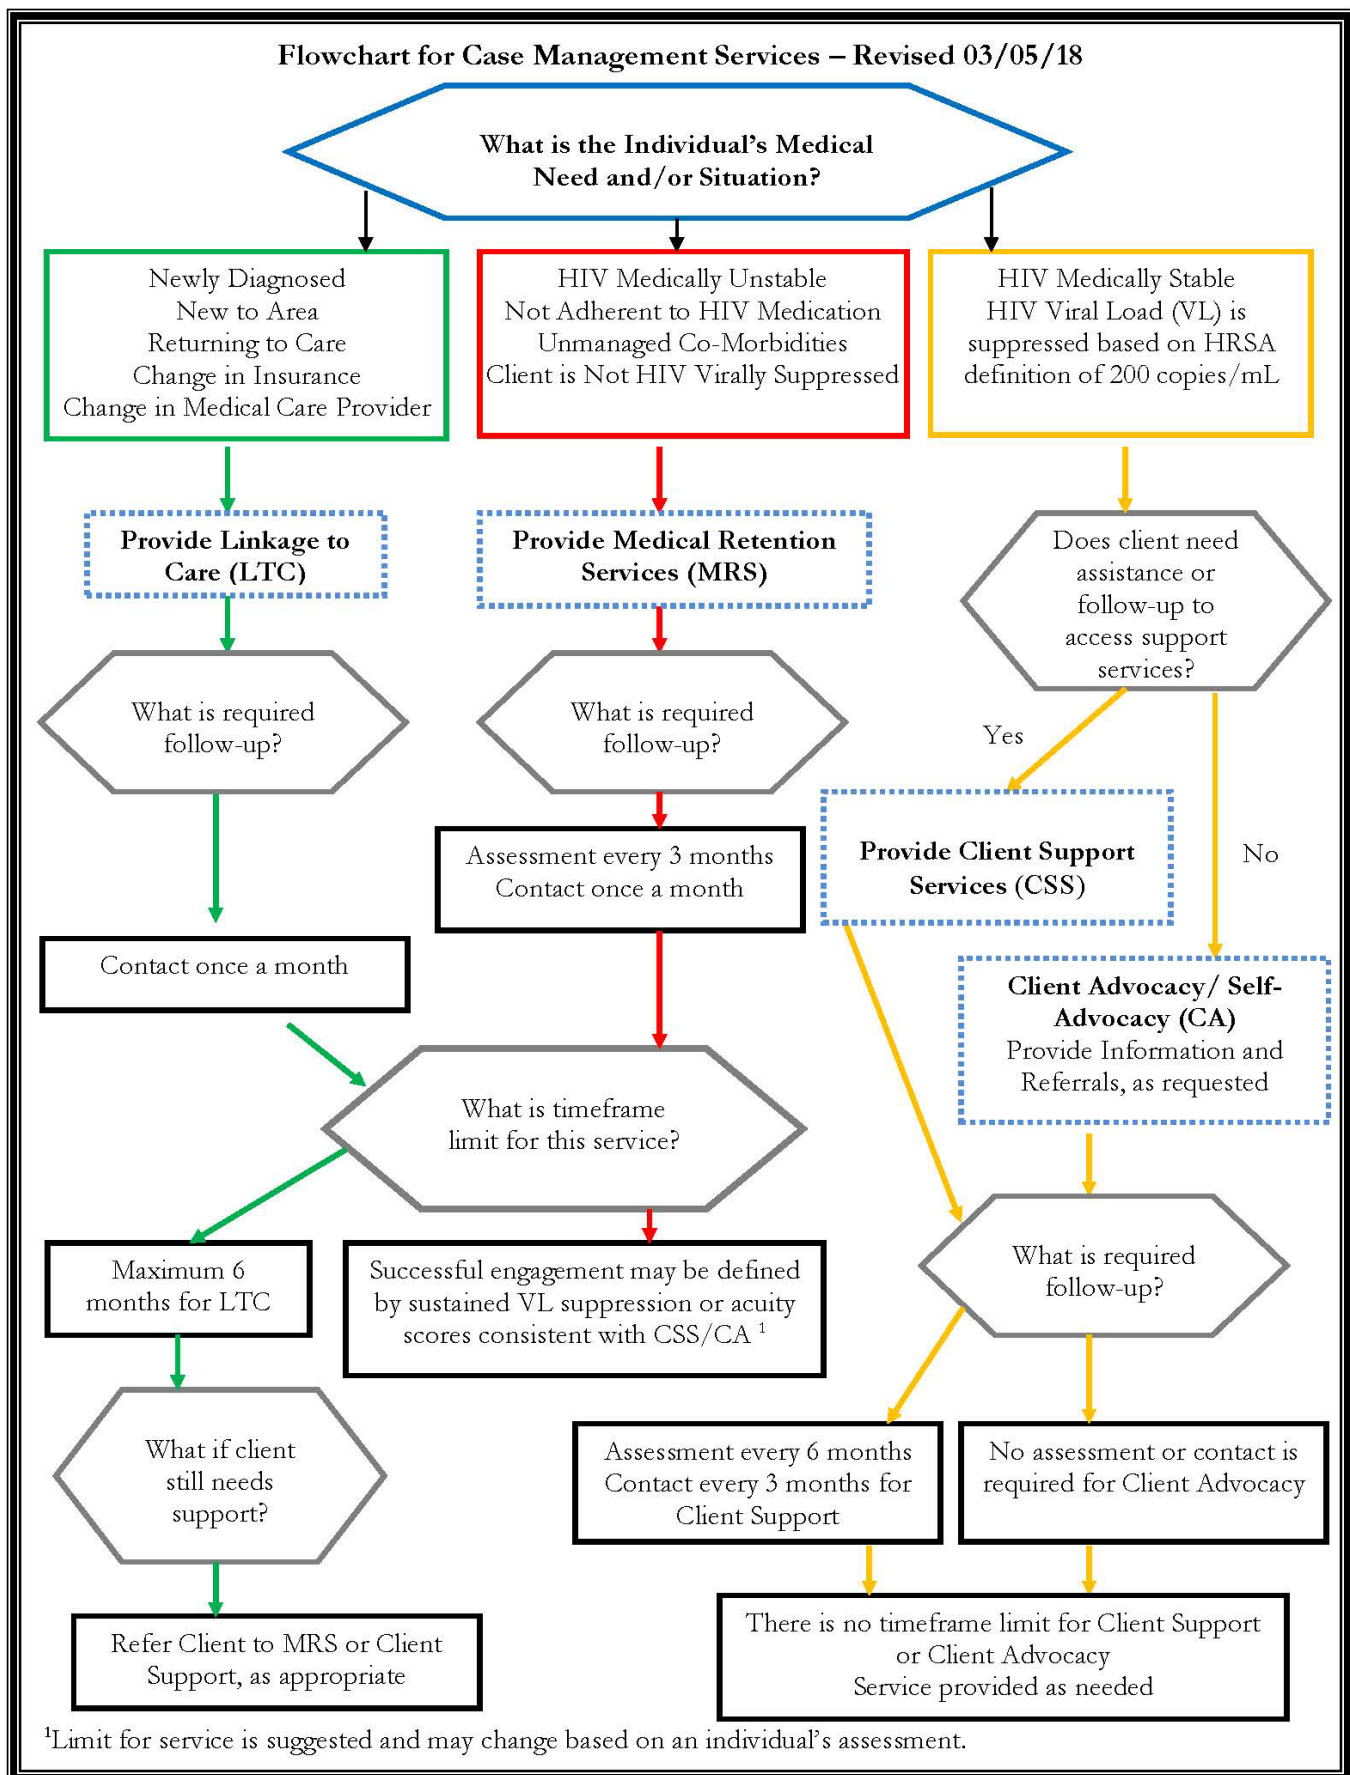 Flowchart for Case Management Services – Revised 03/05/18
What is the Individual’s Medical
Need and/or Situation?
Newly Diagnosed
New to Area
Returning to Care
Change in Insurance
Change in Medical Care Provider
HIV Medically Unstable
Not Adherent to HIV Medication
Unmanaged Co-Morbidities
Client is Not HIV Virally Suppressed
HIV Medically Stable
HIV Viral Load (VL) is
suppressed based on HRSA
definition of 200 copies/mL
Provide Linkage to
Care (LTC)
Provide Medical Retention
Services (MRS)
Does client need
assistance or
follow-up to
access support
services?
What is required
follow-up?
What is required
follow-up?
Yes
No
Assessment every 3 months
Contact once a month
Provide Client Support
Services (CSS)
Contact once a month
Client Advocacy/ Self-
Advocacy (CA)
Provide Information and
Referrals, as requested
What is timeframe
limit for this service?
Maximum 6
months for LTC
Successful engagement may be defined
by sustained VL suppression or acuity
scores consistent with CSS/CA ¹
What is required
follow-up?
What if client
still needs
support?
Assessment every 6 months
Contact every 3 months for
Client Support
No assessment or contact is
required for Client Advocacy
Refer Client to MRS or Client
Support, as appropriate
There is no timeframe limit for Client Support
or Client Advocacy
Service provided as needed
¹Limit for service is suggested and may change based on an individual’s assessment.